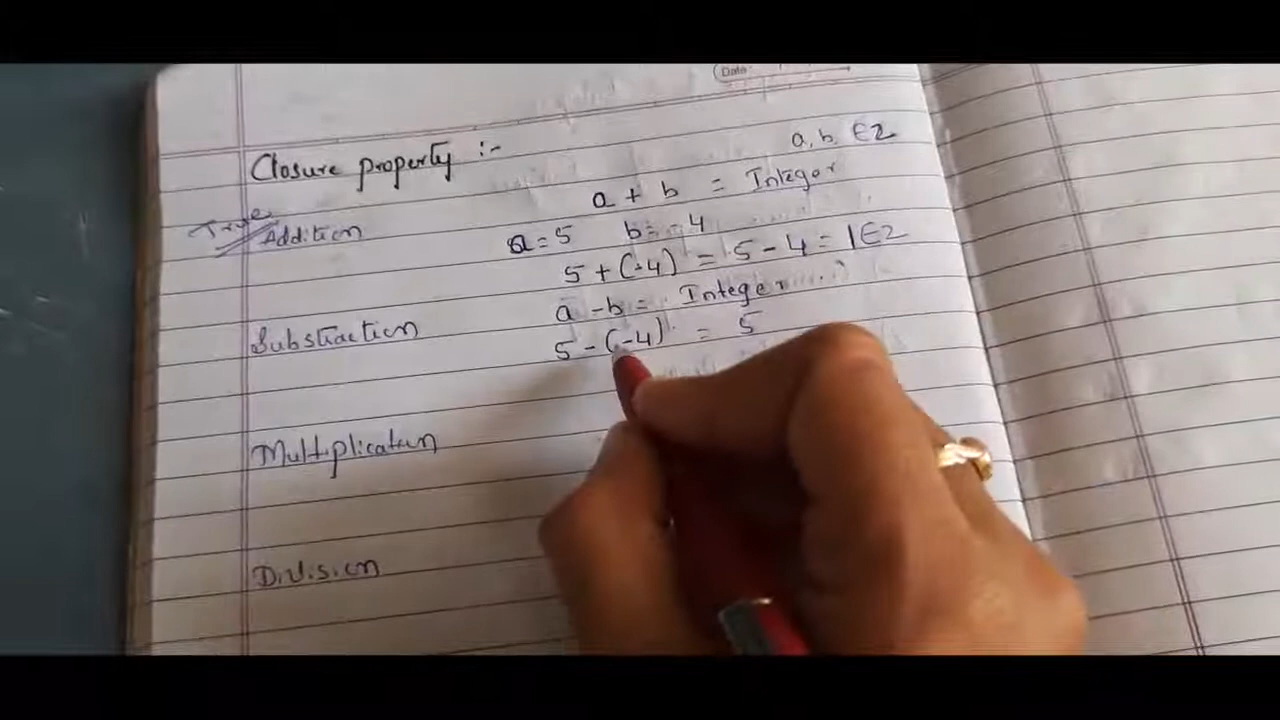 Date:
a, b, ∈Z
Closure property :-
a + b = Integer
True
Addition
a = 5 b = -4
5 + (-4) = 5 - 4 = 1∈Z
a - b = Integer
Substraction
5 - (-4) = 5
Multiplication
Division